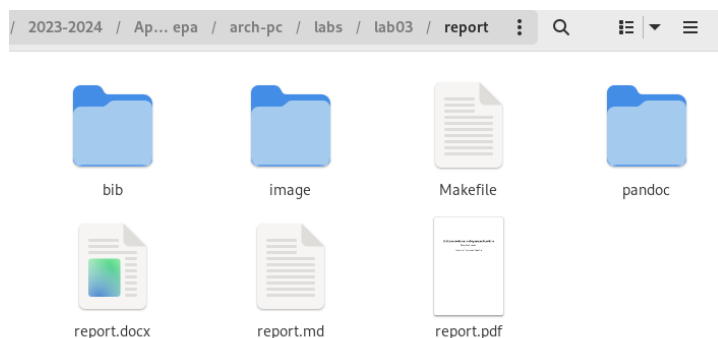 / 2023-2024 / Ap... epa / arch-pc / labs / lab03 / report
bib image Makefile pandoc
report.docx report.md report.pdf